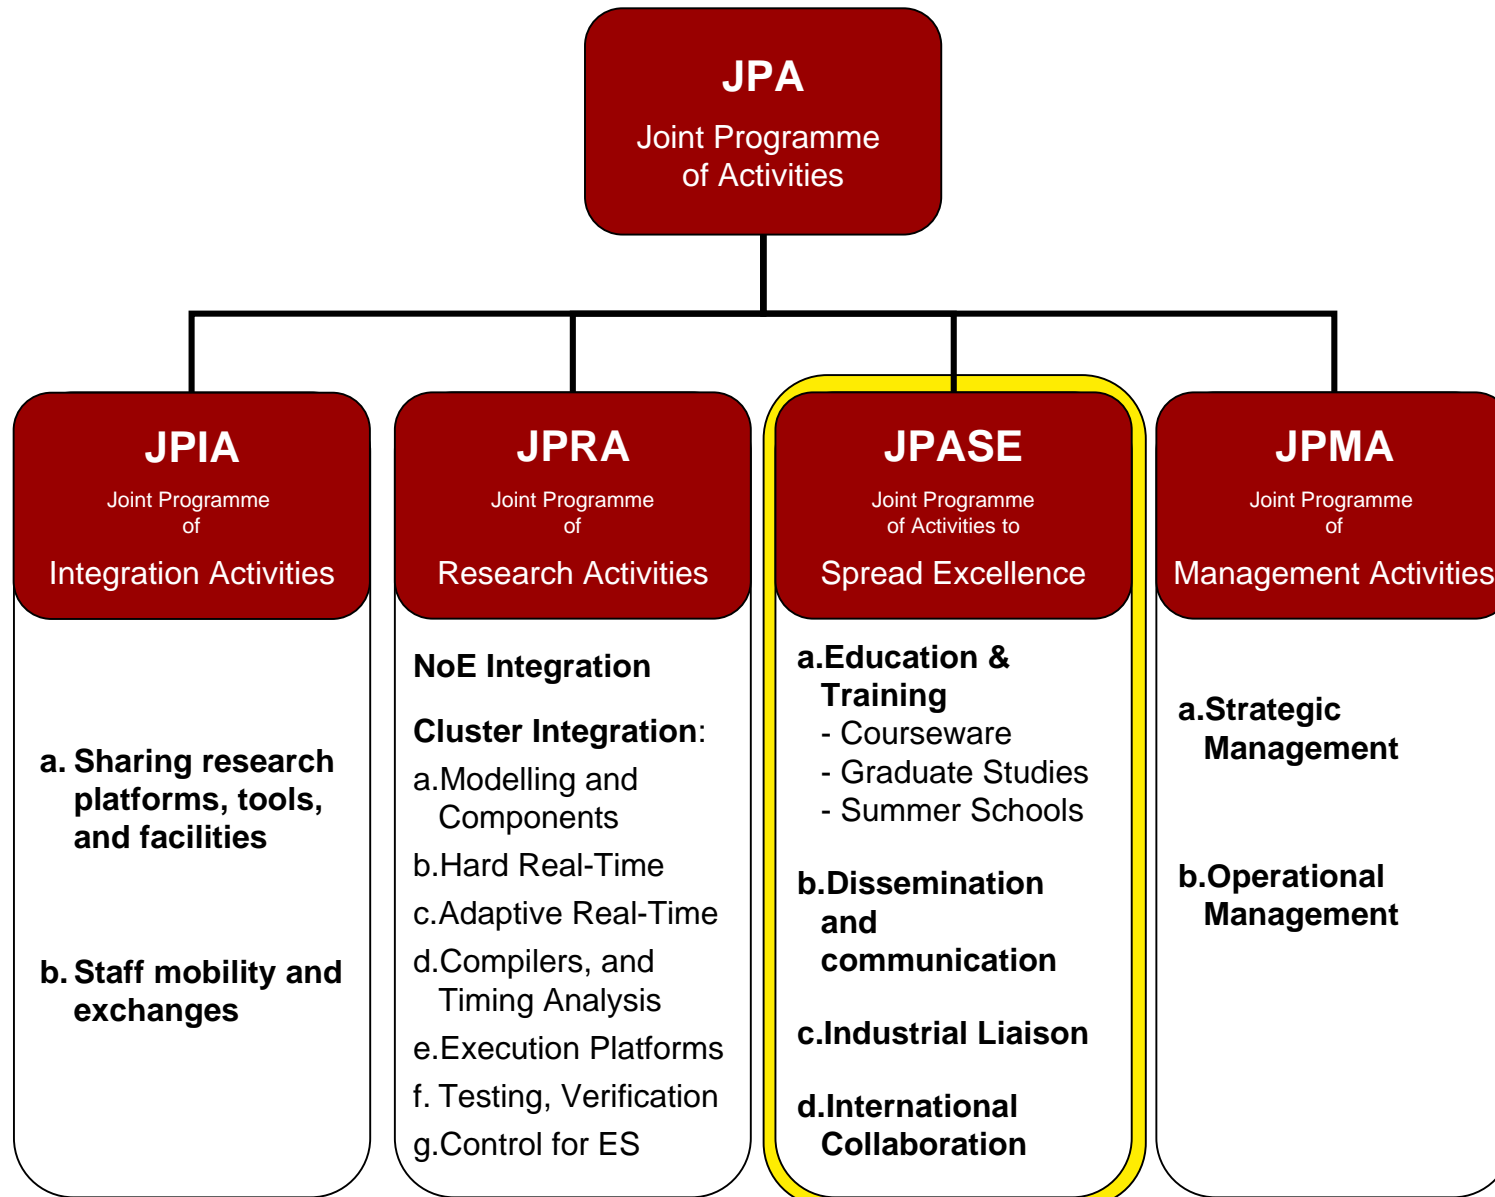 JPA
Joint Programme
of Activities
JPIA
Joint Programme
of
Integration Activities
a. Sharing research
platforms, tools,
and facilities
b. Staff mobility and
exchanges
JPRA
Joint Programme
of
Research Activities
NoE Integration
Cluster Integration:
a.Modelling and
Components
b.Hard Real-Time
c.Adaptive Real-Time
d.Compilers, and
Timing Analysis
e.Execution Platforms
f. Testing, Verification
g.Control for ES
JPASE
Joint Programme
of Activities to
Spread Excellence
a.Education &
Training
- Courseware
- Graduate Studies
- Summer Schools
b.Dissemination
and
communication
c.Industrial Liaison
d.International
Collaboration
JPMA
Joint Programme
of
Management Activities
a.Strategic
Management
b.Operational
Management